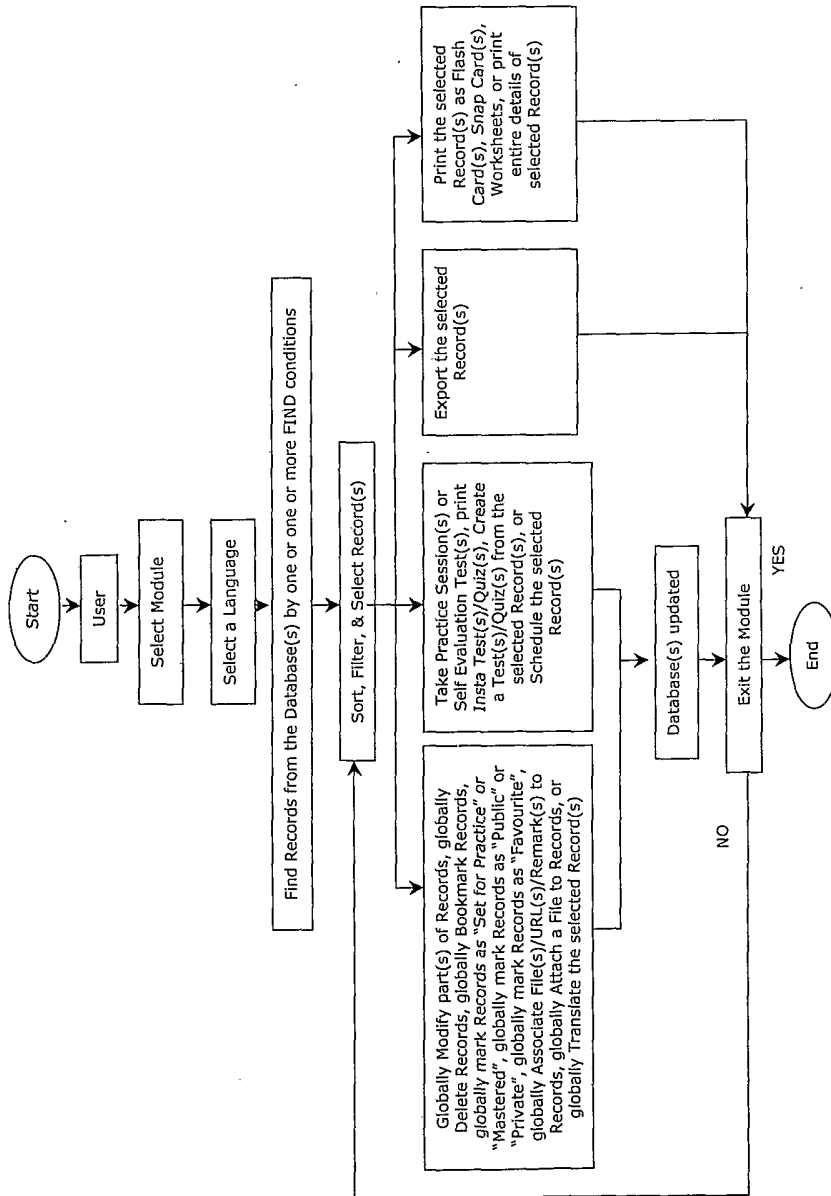 Start
User
Select Module
Select a Language
Find Records from the Database(s) by one or one or more FIND conditions
Sort, Filter, & Select Record(s)
Globally Modify part(s) of Records, globally
Delete Records, globally Bookmark Records,
globally mark Records as “Set for Practice” or
“Mastered”, globally mark Records as “Public” or
“Private”, globally mark Records as “Favourite”,
globally Associate File(s)/URL(s)/Remark(s) to
Records, globally Attach a File to Records, or
globally Translate the selected Record(s)
Take Practice Session(s) or
Self Evaluation Test(s), print
Insta Test(s)/Quiz(s), Create
a Test(s)/Quiz(s) from the
selected Record(s), or
Schedule the selected
Record(s)
Export the selected
Record(s)
Print the selected
Record(s) as Flash
Card(s), Snap Card(s),
Worksheets, or print
entire details of
selected Record(s)
Database(s) updated
Exit the Module
NO
YES
End